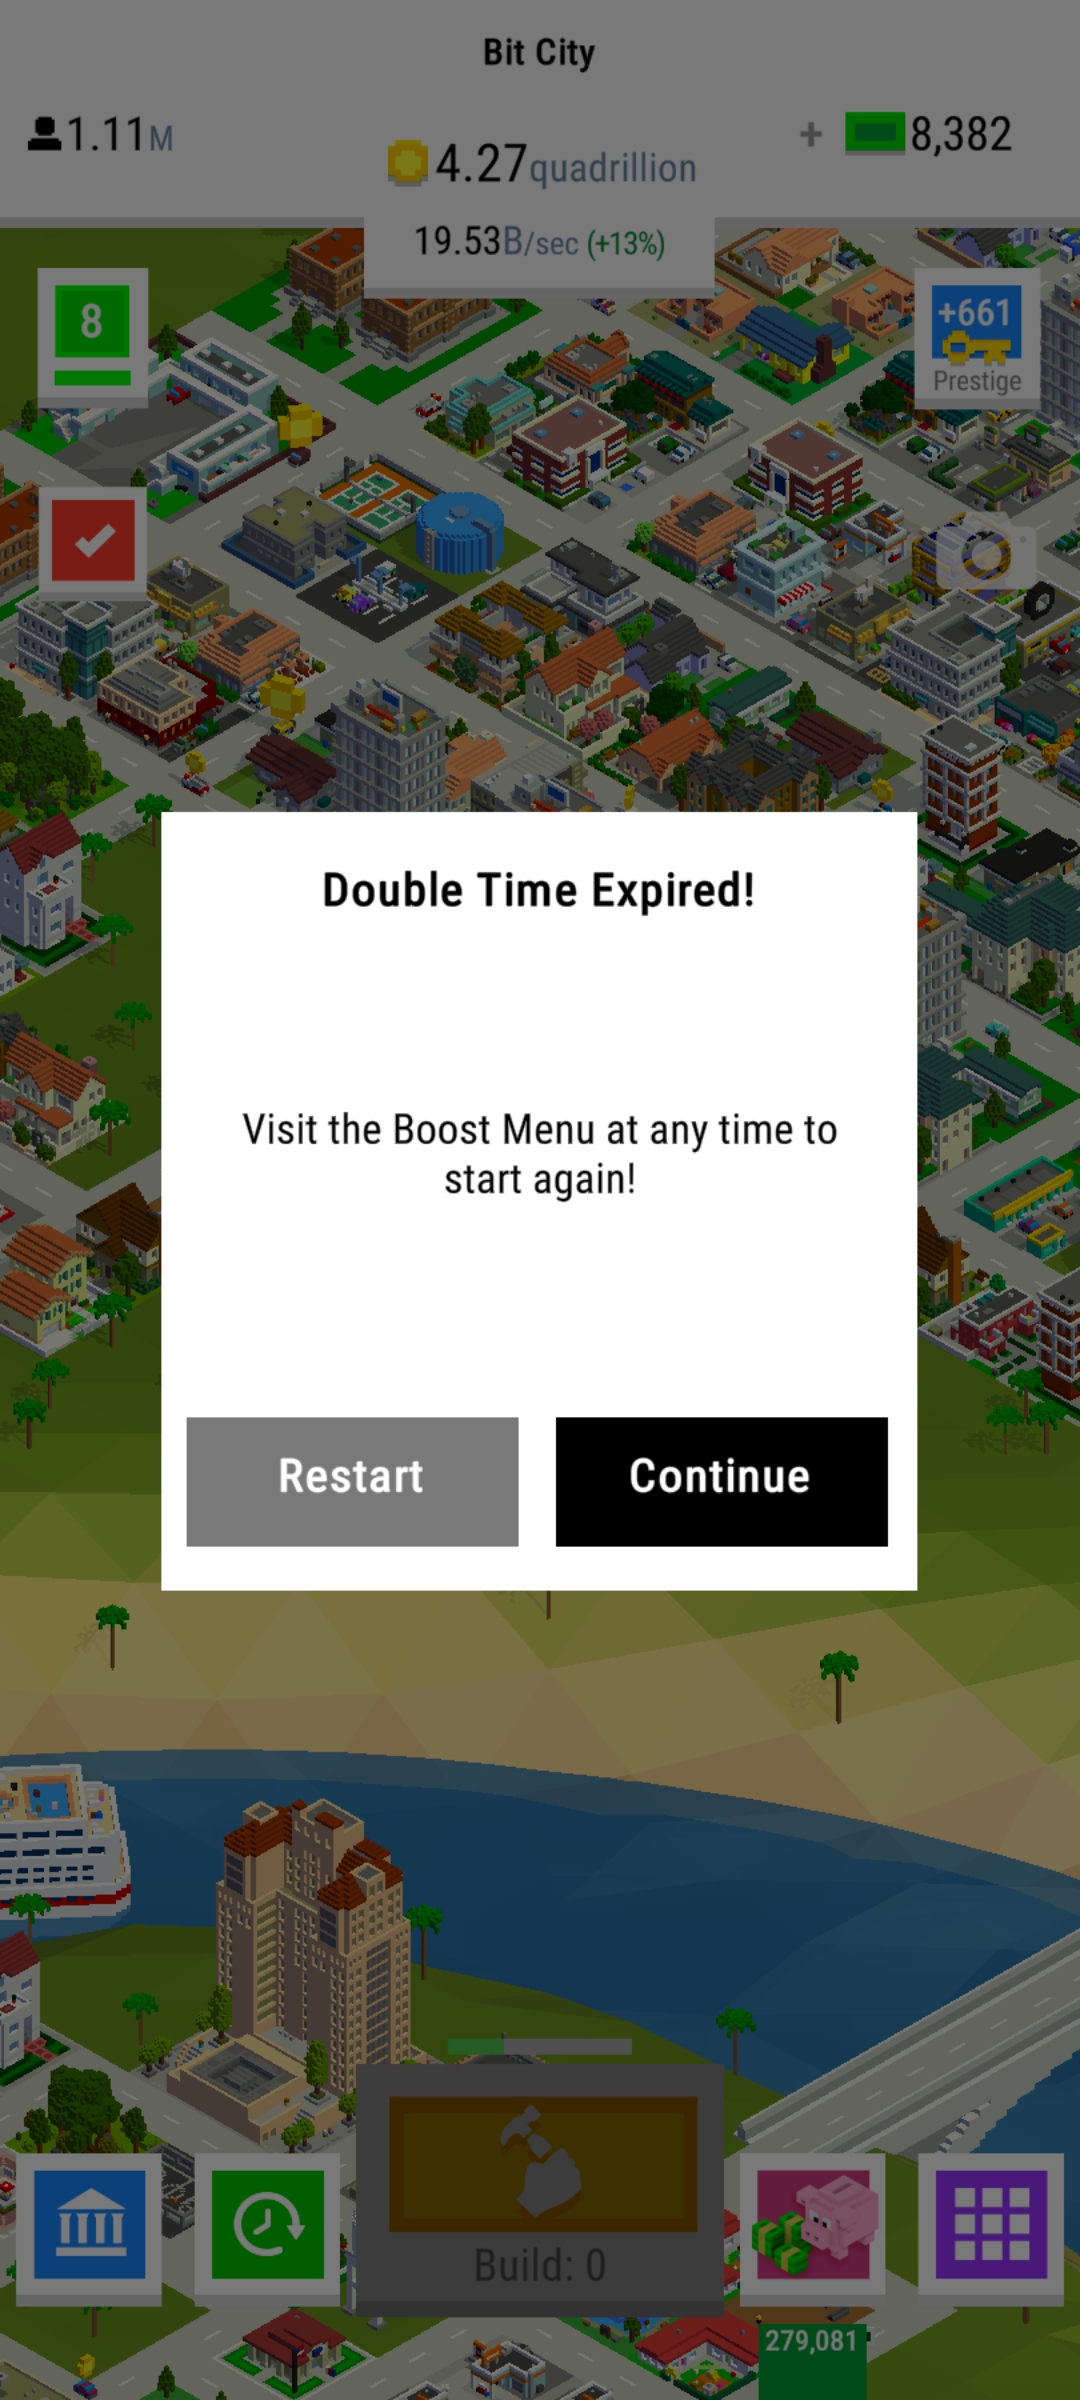 Bit City
1.11M
4.27quadrillion
+ 8,382
19.53B/sec (+13%)
8
+661
Prestige
Double Time Expired!
Visit the Boost Menu at any time to
start again!
Restart
Continue
Build: 0
279,081